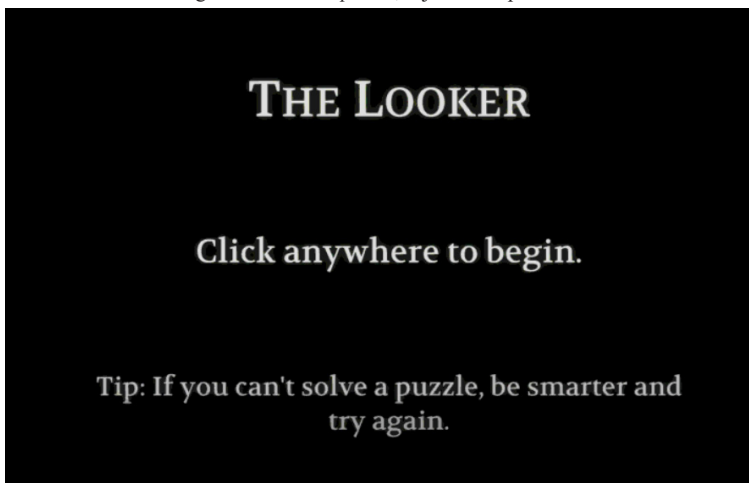 THE LOOKER
Click anywhere to begin.
Tip: If you can't solve a puzzle, be smarter and
try again.